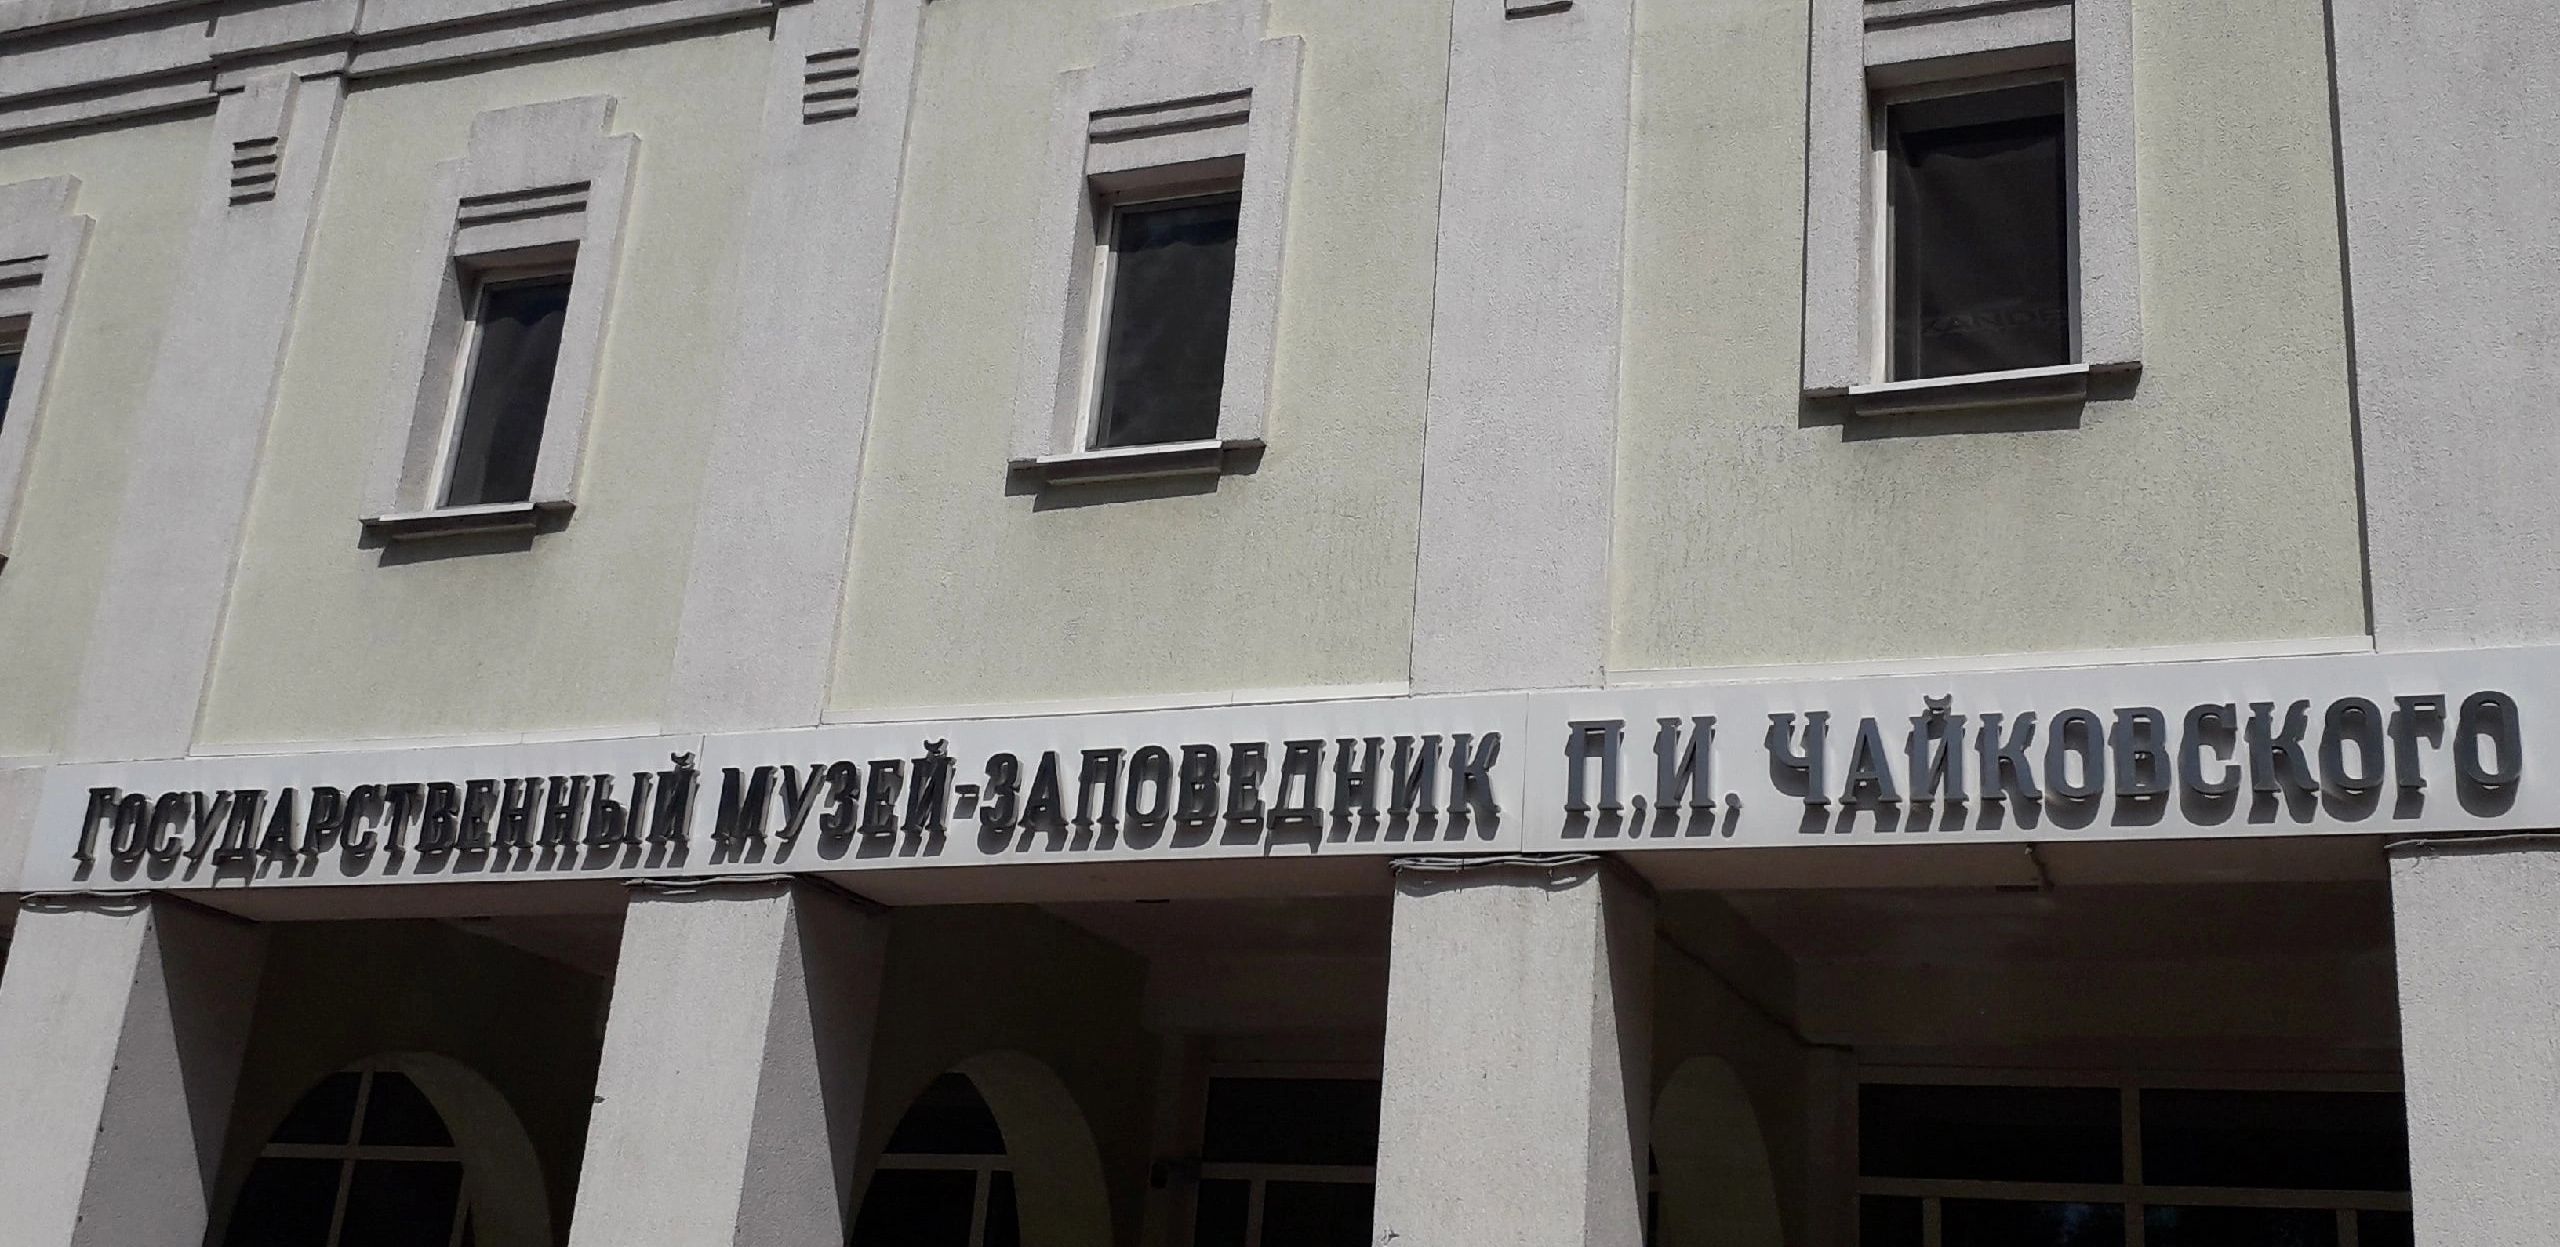 Государственный музей-заповедник П.И. Чайковского